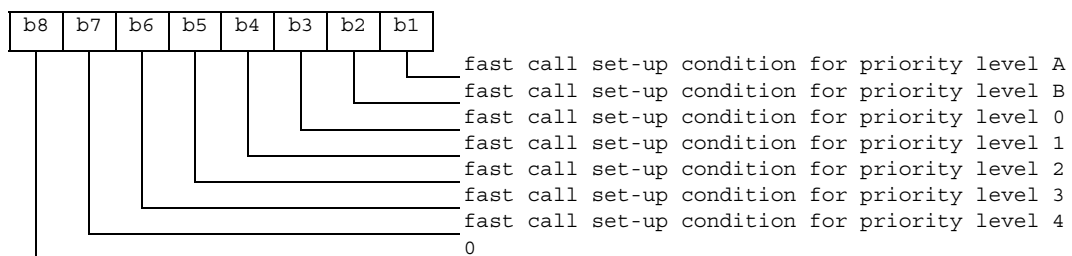 b8 b7 b6 b5 b4 b3 b2 b1
fast call set-up condition for priority level A
fast call set-up condition for priority level B
fast call set-up condition for priority level 0
fast call set-up condition for priority level 1
fast call set-up condition for priority level 2
fast call set-up condition for priority level 3
fast call set-up condition for priority level 4
0